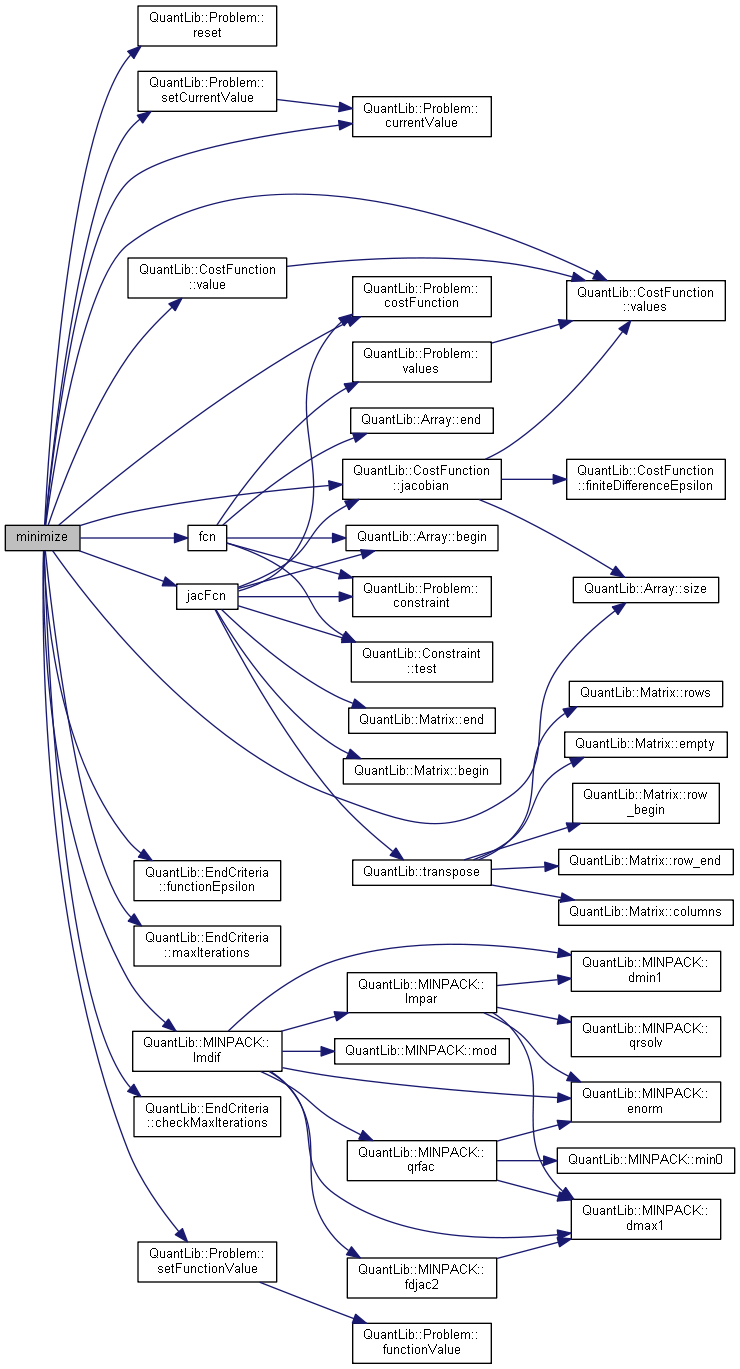 QuantLib::Problem::
reset
QuantLib::Problem::
setCurrentValue
QuantLib::Problem::
currentValue
QuantLib::CostFunction
::value
QuantLib::Problem::
costFunction
QuantLib::CostFunction
::values
QuantLib::Problem::
values
QuantLib::Array::end
QuantLib::CostFunction
::jacobian
QuantLib::CostFunction
::finiteDifferenceEpsilon
minimize
fcn
QuantLib::Array::begin
jacFcn
QuantLib::Problem::
constraint
QuantLib::Array::size
QuantLib::Constraint
::test
QuantLib::Matrix::rows
QuantLib::Matrix::end
QuantLib::Matrix::empty
QuantLib::Matrix::begin
QuantLib::Matrix::row
_begin
QuantLib::Matrix::row_end
QuantLib::transpose
QuantLib::EndCriteria
::functionEpsilon
QuantLib::Matrix::columns
QuantLib::EndCriteria
::maxIterations
QuantLib::MINPACK::
dmin1
QuantLib::MINPACK::
lmpar
QuantLib::MINPACK::
qrsolv
QuantLib::MINPACK::
lmdif
QuantLib::MINPACK::mod
QuantLib::MINPACK::
enorm
QuantLib::EndCriteria
::checkMaxIterations
QuantLib::MINPACK::
qrfac
QuantLib::MINPACK::min0
QuantLib::MINPACK::
dmax1
QuantLib::Problem::
setFunctionValue
QuantLib::MINPACK::
fdjac2
QuantLib::Problem::
functionValue